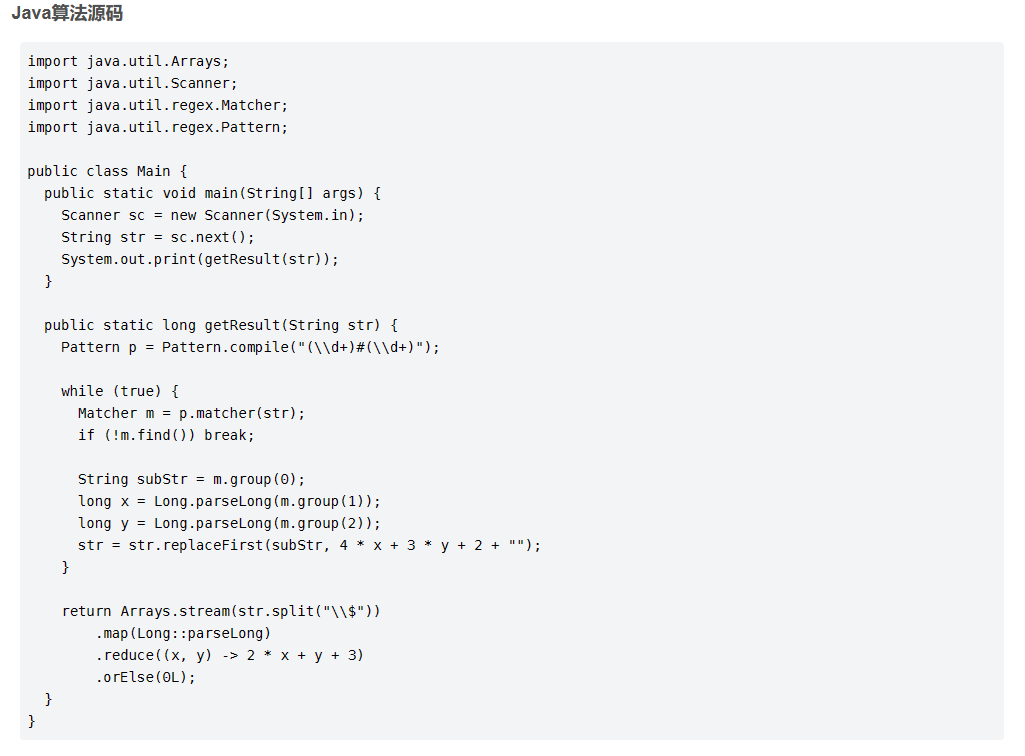 Java算法源码
import java.util.Arrays;
import java.util.Scanner;
import java.util.regex.Matcher;
import java.util.regex.Pattern;

public class Main {
  public static void main(String[] args) {
    Scanner sc = new Scanner(System.in);
    String str = sc.next();
    System.out.print(getResult(str));
  }

  public static long getResult(String str) {
    Pattern p = Pattern.compile("(\\d+)#(\\d+)");

    while (true) {
      Matcher m = p.matcher(str);
      if (!m.find()) break;

      String subStr = m.group(0);
      long x = Long.parseLong(m.group(1));
      long y = Long.parseLong(m.group(2));
      str = str.replaceFirst(subStr, 4 * x + 3 * y + 2 + "");
    }

    return Arrays.stream(str.split("\\$"))
        .map(Long::parseLong)
        .reduce((x, y) -> 2 * x + y + 3)
        .orElse(0L);
  }
}